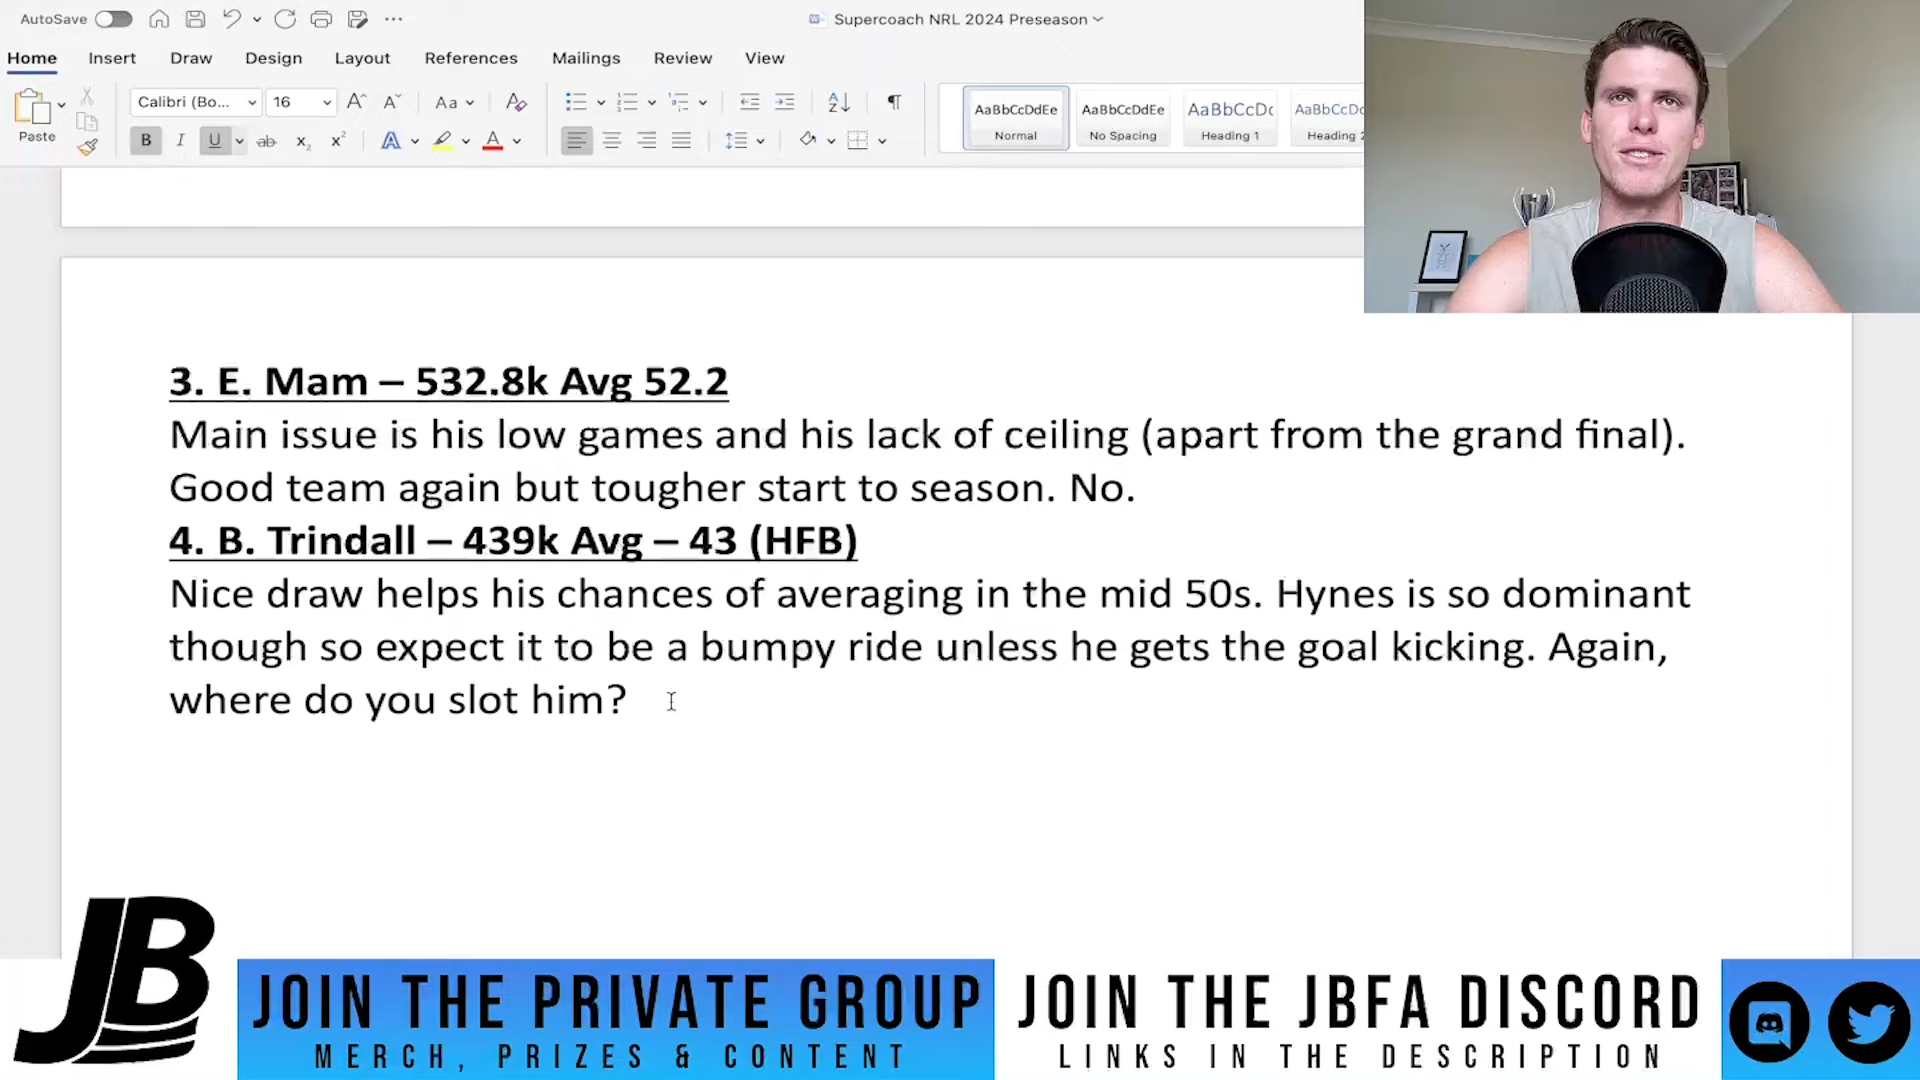 AutoSave
Supercoach NRL 2024 Preseason
Home Insert Draw Design Layout References Mailings Review View
Paste
Calibri (Bo... 16 Aa
B I U ab x₂ x² A A
AaBbCcDdEe AaBbCcDdEe AaBbCcDc AaBbCcDc
Normal No Spacing Heading 1 Heading 2
3. E. Mam – 532.8k Avg 52.2
Main issue is his low games and his lack of ceiling (apart from the grand final).
Good team again but tougher start to season. No.
4. B. Trindall – 439k Avg – 43 (HFB)
Nice draw helps his chances of averaging in the mid 50s. Hynes is so dominant
though so expect it to be a bumpy ride unless he gets the goal kicking. Again,
where do you slot him?
JB
JOIN THE PRIVATE GROUP
MERCH, PRIZES & CONTENT
JOIN THE JBFA DISCORD
LINKS IN THE DESCRIPTION